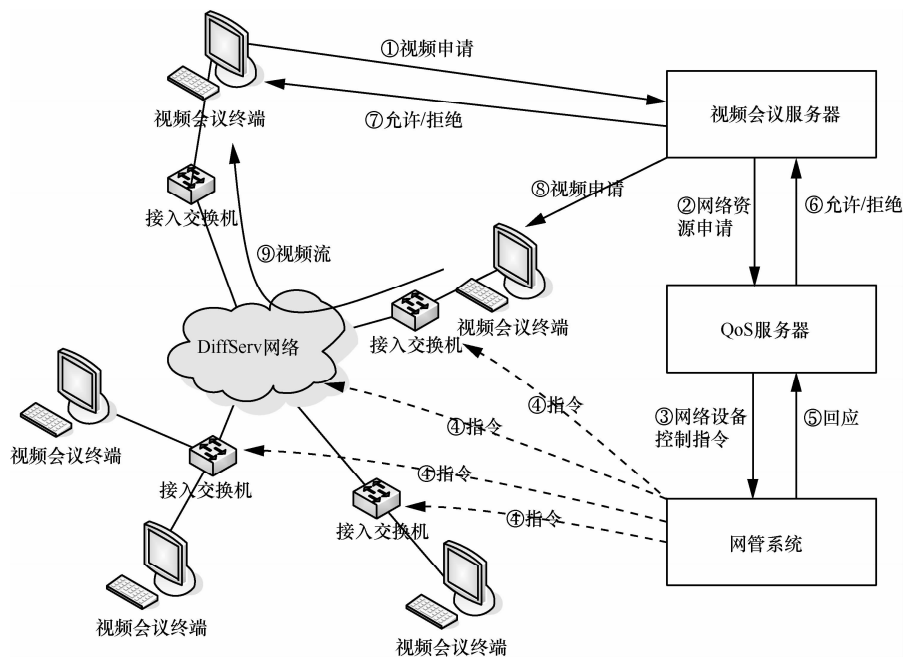 ①视频申请
视频会议服务器
视频会议终端
⑦允许/拒绝
⑧视频申请
②网络资
源申请
⑥允许/拒绝
接入交换机
⑨视频流
视频会议终端
QoS服务器
接入交换机
DiffServ网络
④指令
③网络设备
控制指令
⑤回应
④指令
视频会议终端
④指令
接入交换机
④指令
接入交换机
网管系统
视频会议终端
视频会议终端